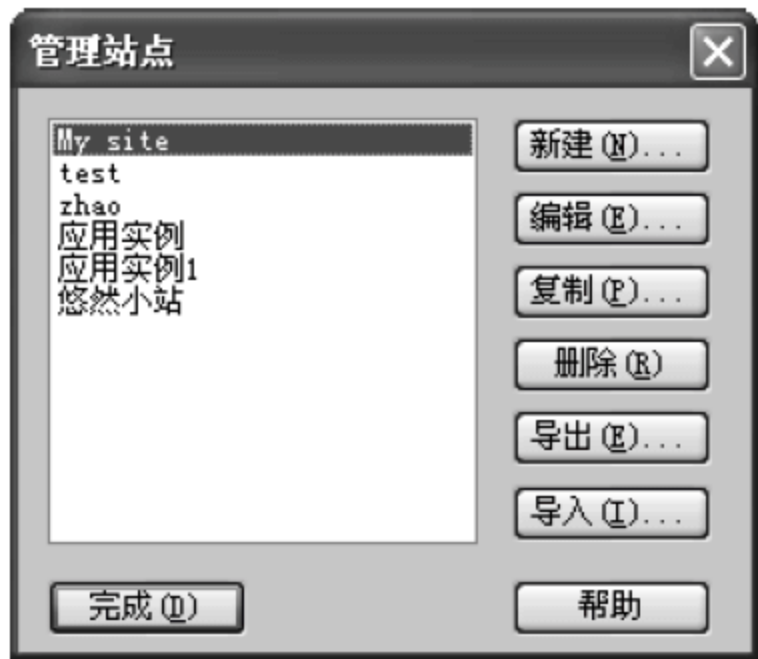 管理站点
My site
test
zhao
应用实例
应用实例1
悠然小站
新建(N)...
编辑(E)...
复制(P)...
删除(R)
导出(E)...
导入(I)...
完成(D)
帮助